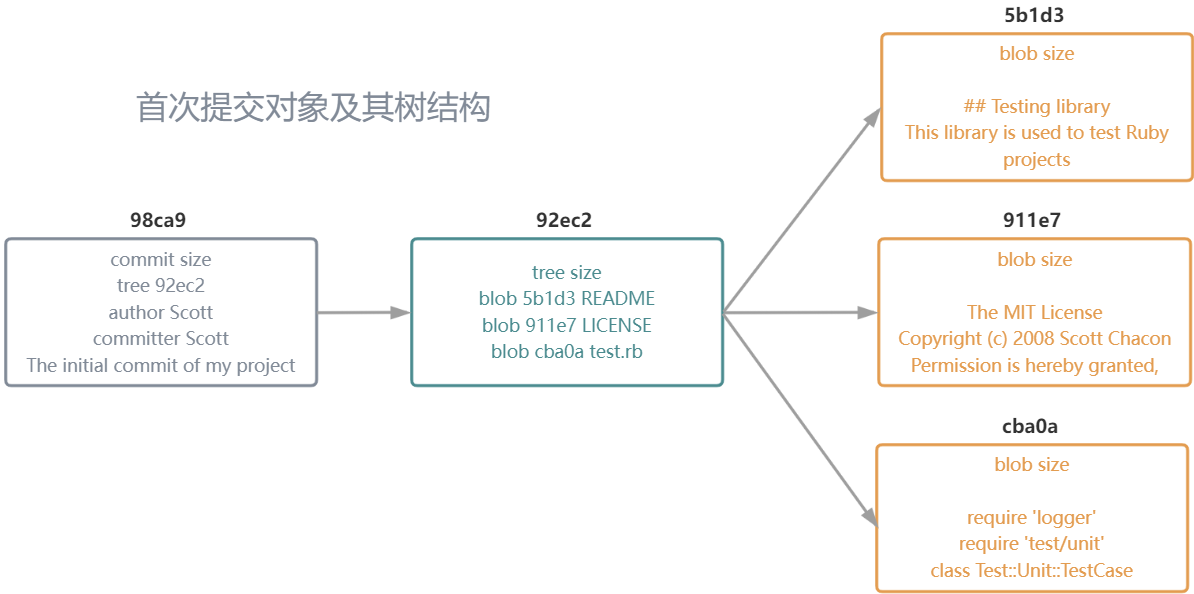 首次提交对象及其树结构
98ca9
commit size
tree 92ec2
author Scott
committer Scott
The initial commit of my project
92ec2
tree size
blob 5b1d3 README
blob 911e7 LICENSE
blob cba0a test.rb
5b1d3
blob size
## Testing library
This library is used to test Ruby
projects
911e7
blob size
The MIT License
Copyright (c) 2008 Scott Chacon
Permission is hereby granted,
cba0a
blob size
require 'logger'
require 'test/unit'
class Test::Unit::TestCase